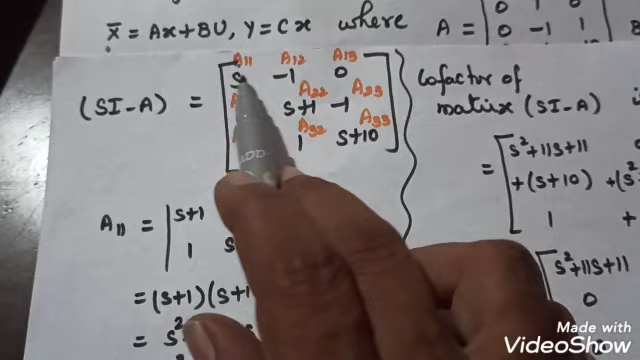 ẋ = Ax+BU, Y=Cx where A = [0 1 0
0 -1 1
A11 A12 A13
(SI-A) = [S -1 0
A22 A23
S+1 -1
A32 A33
1 S+10]
Cofactor of
matrix (SI-A)
= [S²+11S+11
+(S+10) +(S²
1 +
[S²+11S+11
0
A11 = |S+1
1 S
=(S+1)(S+1
= S²
ADD
Made with
VideoShow